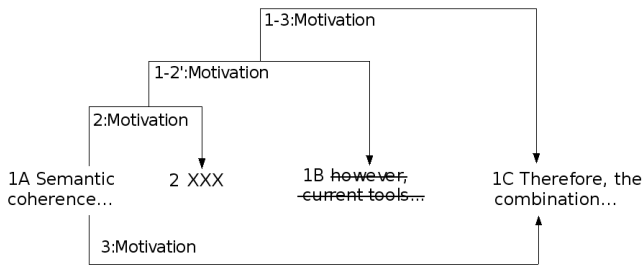 1-3:Motivation
1-2':Motivation
2:Motivation
1A Semantic
coherence...
2 XXX
1B however,
current tools...
1C Therefore, the
combination...
3:Motivation